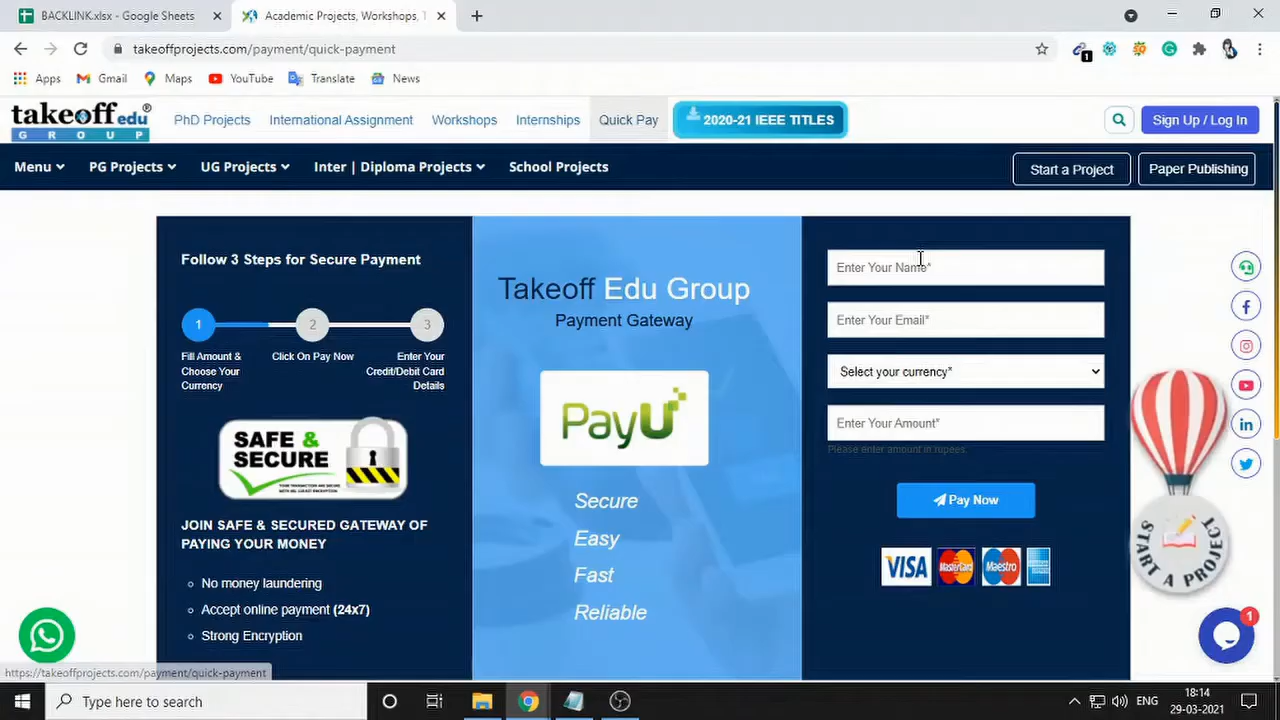 BACKLINK.xlsx - Google Sheets
Academic Projects, Workshops, T
takeoffprojects.com/payment/quick-payment
1
Apps Gmail Maps YouTube Translate News
takeoff edu®
GROUP
PhD Projects International Assignment Workshops Internships Quick Pay 2020-21 IEEE TITLES Sign Up / Log In
Menu PG Projects UG Projects Inter | Diploma Projects School Projects Start a Project Paper Publishing
Follow 3 Steps for Secure Payment
1 2 3
Fill Amount &
Choose Your
Currency
Click On Pay Now
Enter Your
Credit/Debit Card
Details
SAFE &
SECURE
JOIN SAFE & SECURED GATEWAY OF
PAYING YOUR MONEY
No money laundering
Accept online payment (24x7)
Strong Encryption
Takeoff Edu Group
Payment Gateway
PayU
Secure
Easy
Fast
Reliable
Enter Your Name*
Enter Your Email*
Select your currency*
Enter Your Amount*
Please enter amount in rupees.
Pay Now
VISA MasterCard Maestro
START A PROJECT
1
https://takeoffprojects.com/payment/quick-payment
Type here to search
ENG
18:14
29-03-2021